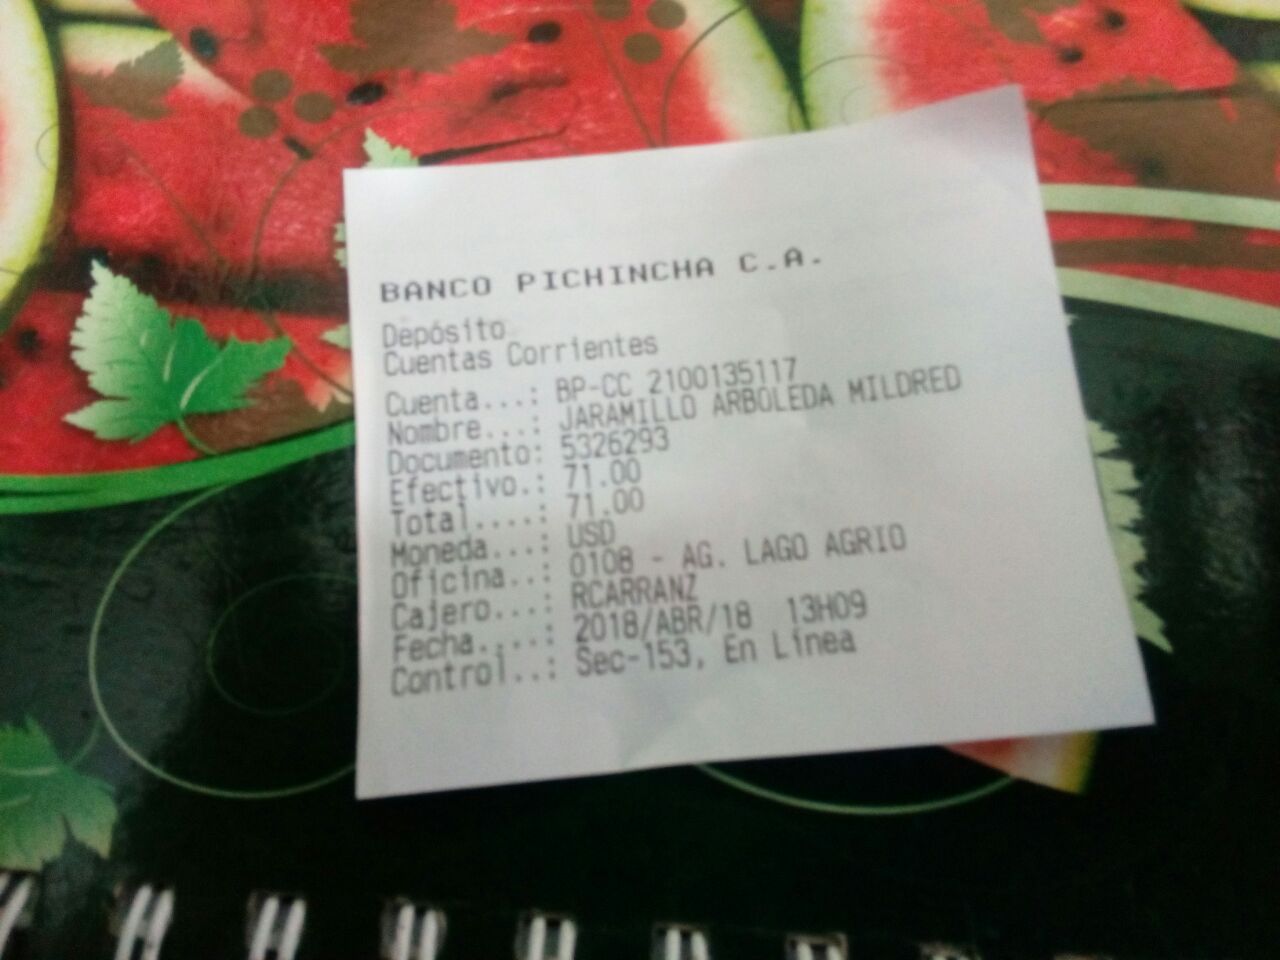 BANCO PICHINCHA C.A.
Depósito
Cuentas Corrientes
Cuenta...: BP-CC 2100135117
Nombre...: JARAMILLO ARBOLEDA MILDRED
Documento: 5326293
Efectivo.: 71.00
Total....: 71.00
Moneda...: USD
Oficina..: 0108 - AG. LAGO AGRIO
Cajero...: RCARRANZ
Fecha....: 2018/ABR/18 13H09
Control..: Sec-153, En Línea